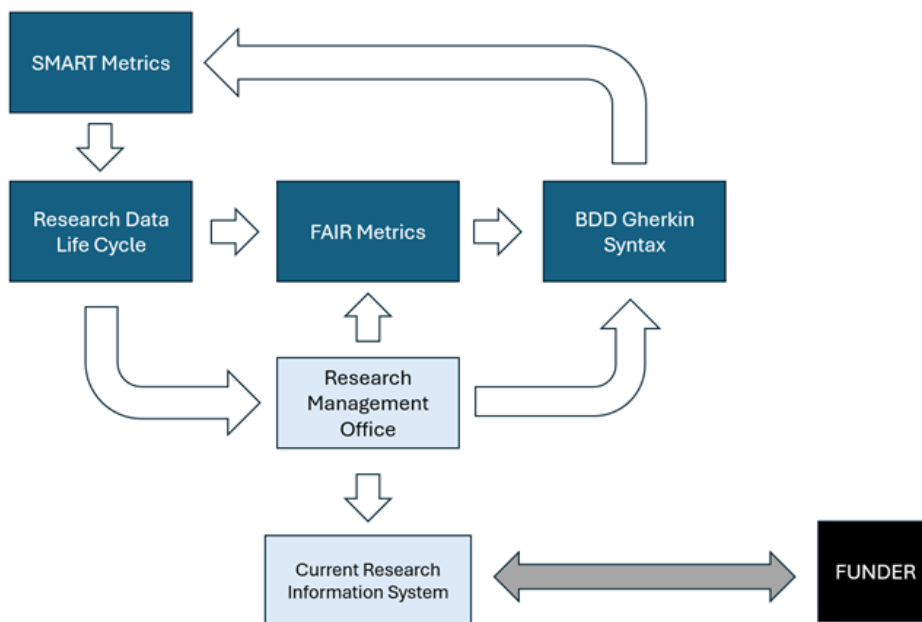 SMART Metrics
Research Data
Life Cycle
FAIR Metrics
BDD Gherkin
Syntax
Research
Management
Office
Current Research
Information System
FUNDER